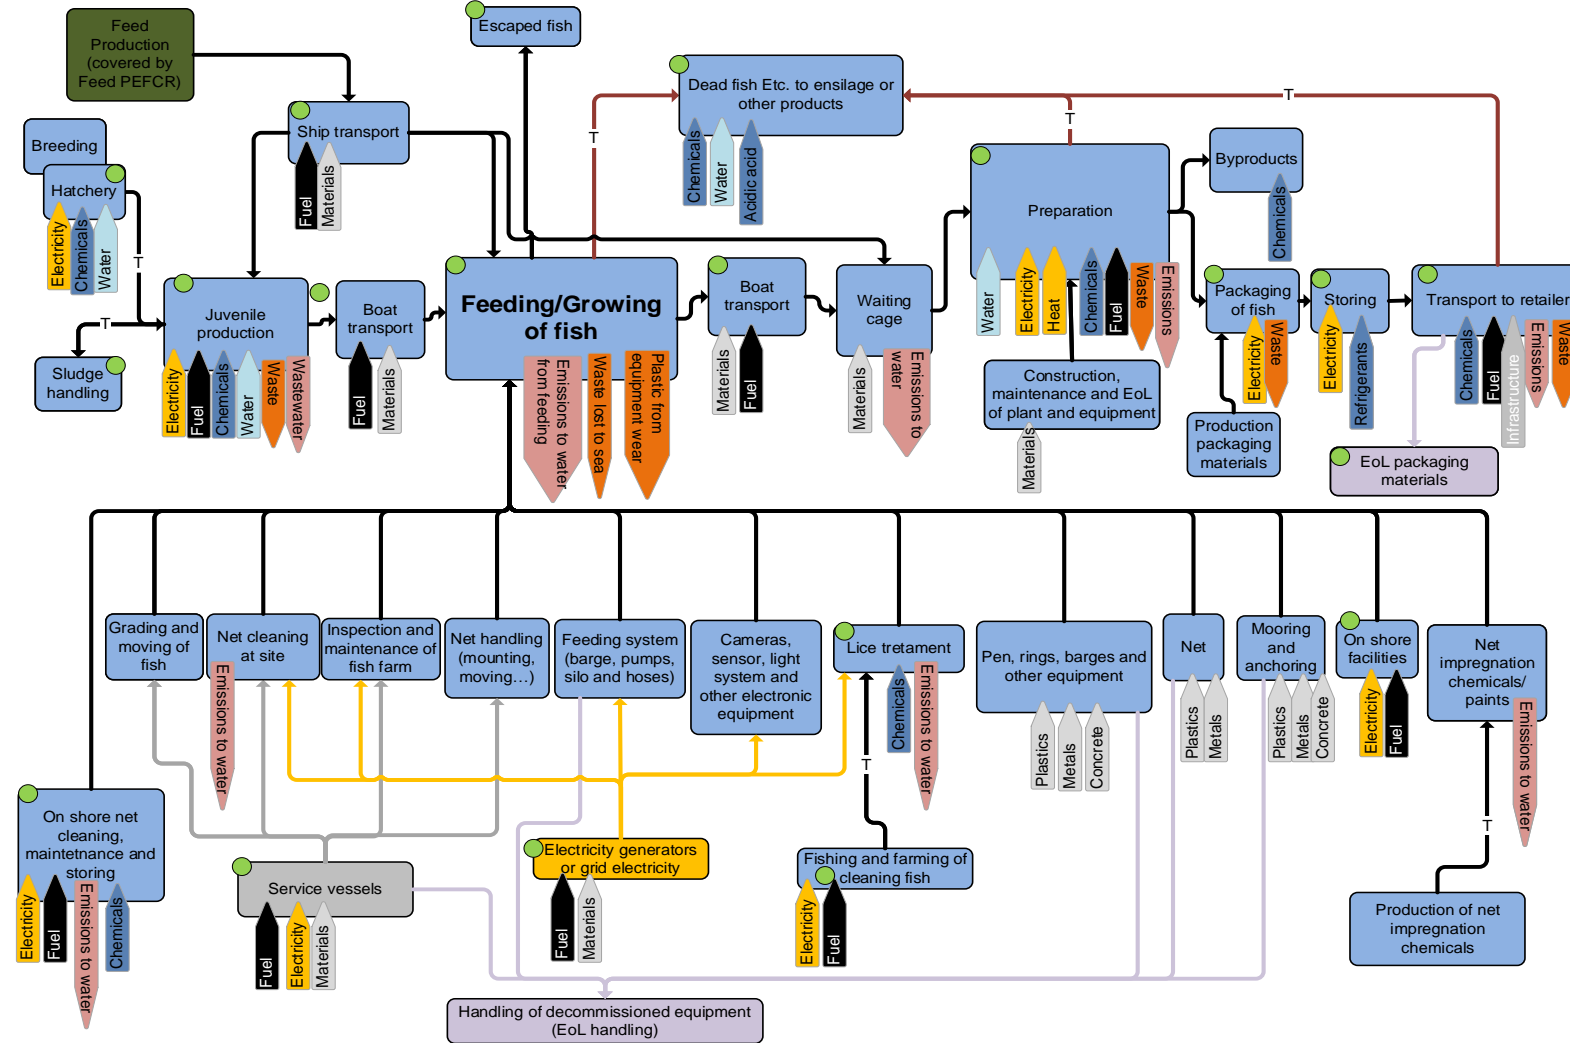 Feed
Production
(covered by
Feed PEFCR)
Escaped fish
Dead fish Etc. to ensilage or
other products
Chemicals
Water
Acidic acid
Ship transport
Fuel
Materials
T
T
T
Breeding
Hatchery
Electricity
Chemicals
Water
T
T
Sludge
handling
Juvenile
production
Electricity
Fuel
Chemicals
Water
Waste
Wastewater
Boat
transport
Fuel
Materials
Feeding/Growing
of fish
Emissions to water
from feeding
Waste lost to sea
Plastic from
equipment wear
Boat
transport
Materials
Fuel
Waiting
cage
Materials
Emissions to
water
Preparation
Water
Electricity
Heat
Chemicals
Fuel
Waste
Emissions
Construction,
maintenance and EoL
of plant and equipment
Materials
Byproducts
Chemicals
Packaging
of fish
Electricity
Waste
Production
packaging
materials
Storing
Electricity
Refrigerants
Transport to retailer
Chemicals
Fuel
Infrastructure
Emissions
Waste
EoL packaging
materials
Grading and
moving of
fish
Net cleaning
at site
Emissions to water
Inspection and
maintenance of
fish farm
Net handling
(mounting,
moving…)
Feeding system
(barge, pumps,
silo and hoses)
Cameras,
sensor, light
system and
other electronic
equipment
Lice tretament
Chemicals
Emissions to water
T
Pen, rings, barges and
other equipment
Plastics
Metals
Concrete
Net
Plastics
Metals
Mooring
and
anchoring
Plastics
Metals
Concrete
On shore
facilities
Electricity
Fuel
Net
impregnation
chemicals/
paints
Emissions to water
T
On shore net
cleaning,
maintetnance and
storing
Electricity
Fuel
Emissions to water
Chemicals
Service vessels
Fuel
Electricity
Materials
Electricity generators
or grid electricity
Fuel
Materials
Fishing and farming of
cleaning fish
Electricity
Fuel
Production of net
impregnation
chemicals
Handling of decommissioned equipment
(EoL handling)